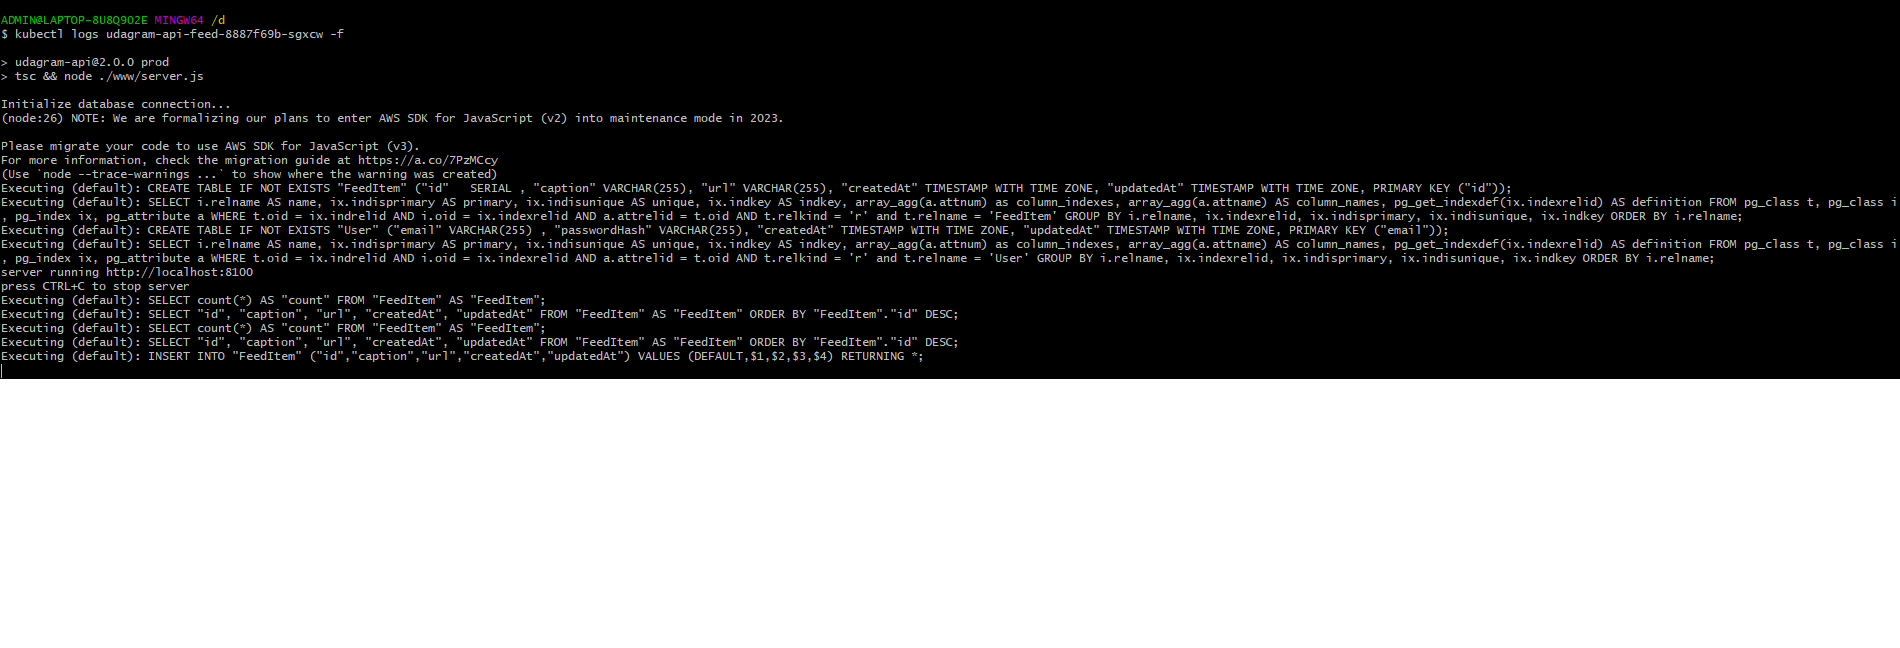 ADMIN@LAPTOP-8U8Q9O2E MINGW64 /d
$ kubectl logs udagram-api-feed-8887f69b-sgxcw -f
> udagram-api@2.0.0 prod
> tsc && node ./www/server.js
Initialize database connection...
(node:26) NOTE: We are formalizing our plans to enter AWS SDK for JavaScript (v2) into maintenance mode in 2023.
Please migrate your code to use AWS SDK for JavaScript (v3).
For more information, check the migration guide at https://a.co/7PzMCcy
(Use `node --trace-warnings ...` to show where the warning was created)
Executing (default): CREATE TABLE IF NOT EXISTS "FeedItem" ("id"   SERIAL , "caption" VARCHAR(255), "url" VARCHAR(255), "createdAt" TIMESTAMP WITH TIME ZONE, "updatedAt" TIMESTAMP WITH TIME ZONE, PRIMARY KEY ("id"));
Executing (default): SELECT i.relname AS name, ix.indisprimary AS primary, ix.indisunique AS unique, ix.indkey AS indkey, array_agg(a.attnum) as column_indexes, array_agg(a.attname) AS column_names, pg_get_indexdef(ix.indexrelid) AS definition FROM pg_class t, pg_class i
, pg_index ix, pg_attribute a WHERE t.oid = ix.indrelid AND i.oid = ix.indexrelid AND a.attrelid = t.oid AND t.relkind = 'r' and t.relname = 'FeedItem' GROUP BY i.relname, ix.indexrelid, ix.indisprimary, ix.indisunique, ix.indkey ORDER BY i.relname;
Executing (default): CREATE TABLE IF NOT EXISTS "User" ("email" VARCHAR(255) , "passwordHash" VARCHAR(255), "createdAt" TIMESTAMP WITH TIME ZONE, "updatedAt" TIMESTAMP WITH TIME ZONE, PRIMARY KEY ("email"));
Executing (default): SELECT i.relname AS name, ix.indisprimary AS primary, ix.indisunique AS unique, ix.indkey AS indkey, array_agg(a.attnum) as column_indexes, array_agg(a.attname) AS column_names, pg_get_indexdef(ix.indexrelid) AS definition FROM pg_class t, pg_class i
, pg_index ix, pg_attribute a WHERE t.oid = ix.indrelid AND i.oid = ix.indexrelid AND a.attrelid = t.oid AND t.relkind = 'r' and t.relname = 'User' GROUP BY i.relname, ix.indexrelid, ix.indisprimary, ix.indisunique, ix.indkey ORDER BY i.relname;
server running http://localhost:8100
press CTRL+C to stop server
Executing (default): SELECT count(*) AS "count" FROM "FeedItem" AS "FeedItem";
Executing (default): SELECT "id", "caption", "url", "createdAt", "updatedAt" FROM "FeedItem" AS "FeedItem" ORDER BY "FeedItem"."id" DESC;
Executing (default): SELECT count(*) AS "count" FROM "FeedItem" AS "FeedItem";
Executing (default): SELECT "id", "caption", "url", "createdAt", "updatedAt" FROM "FeedItem" AS "FeedItem" ORDER BY "FeedItem"."id" DESC;
Executing (default): INSERT INTO "FeedItem" ("id","caption","url","createdAt","updatedAt") VALUES (DEFAULT,$1,$2,$3,$4) RETURNING *;